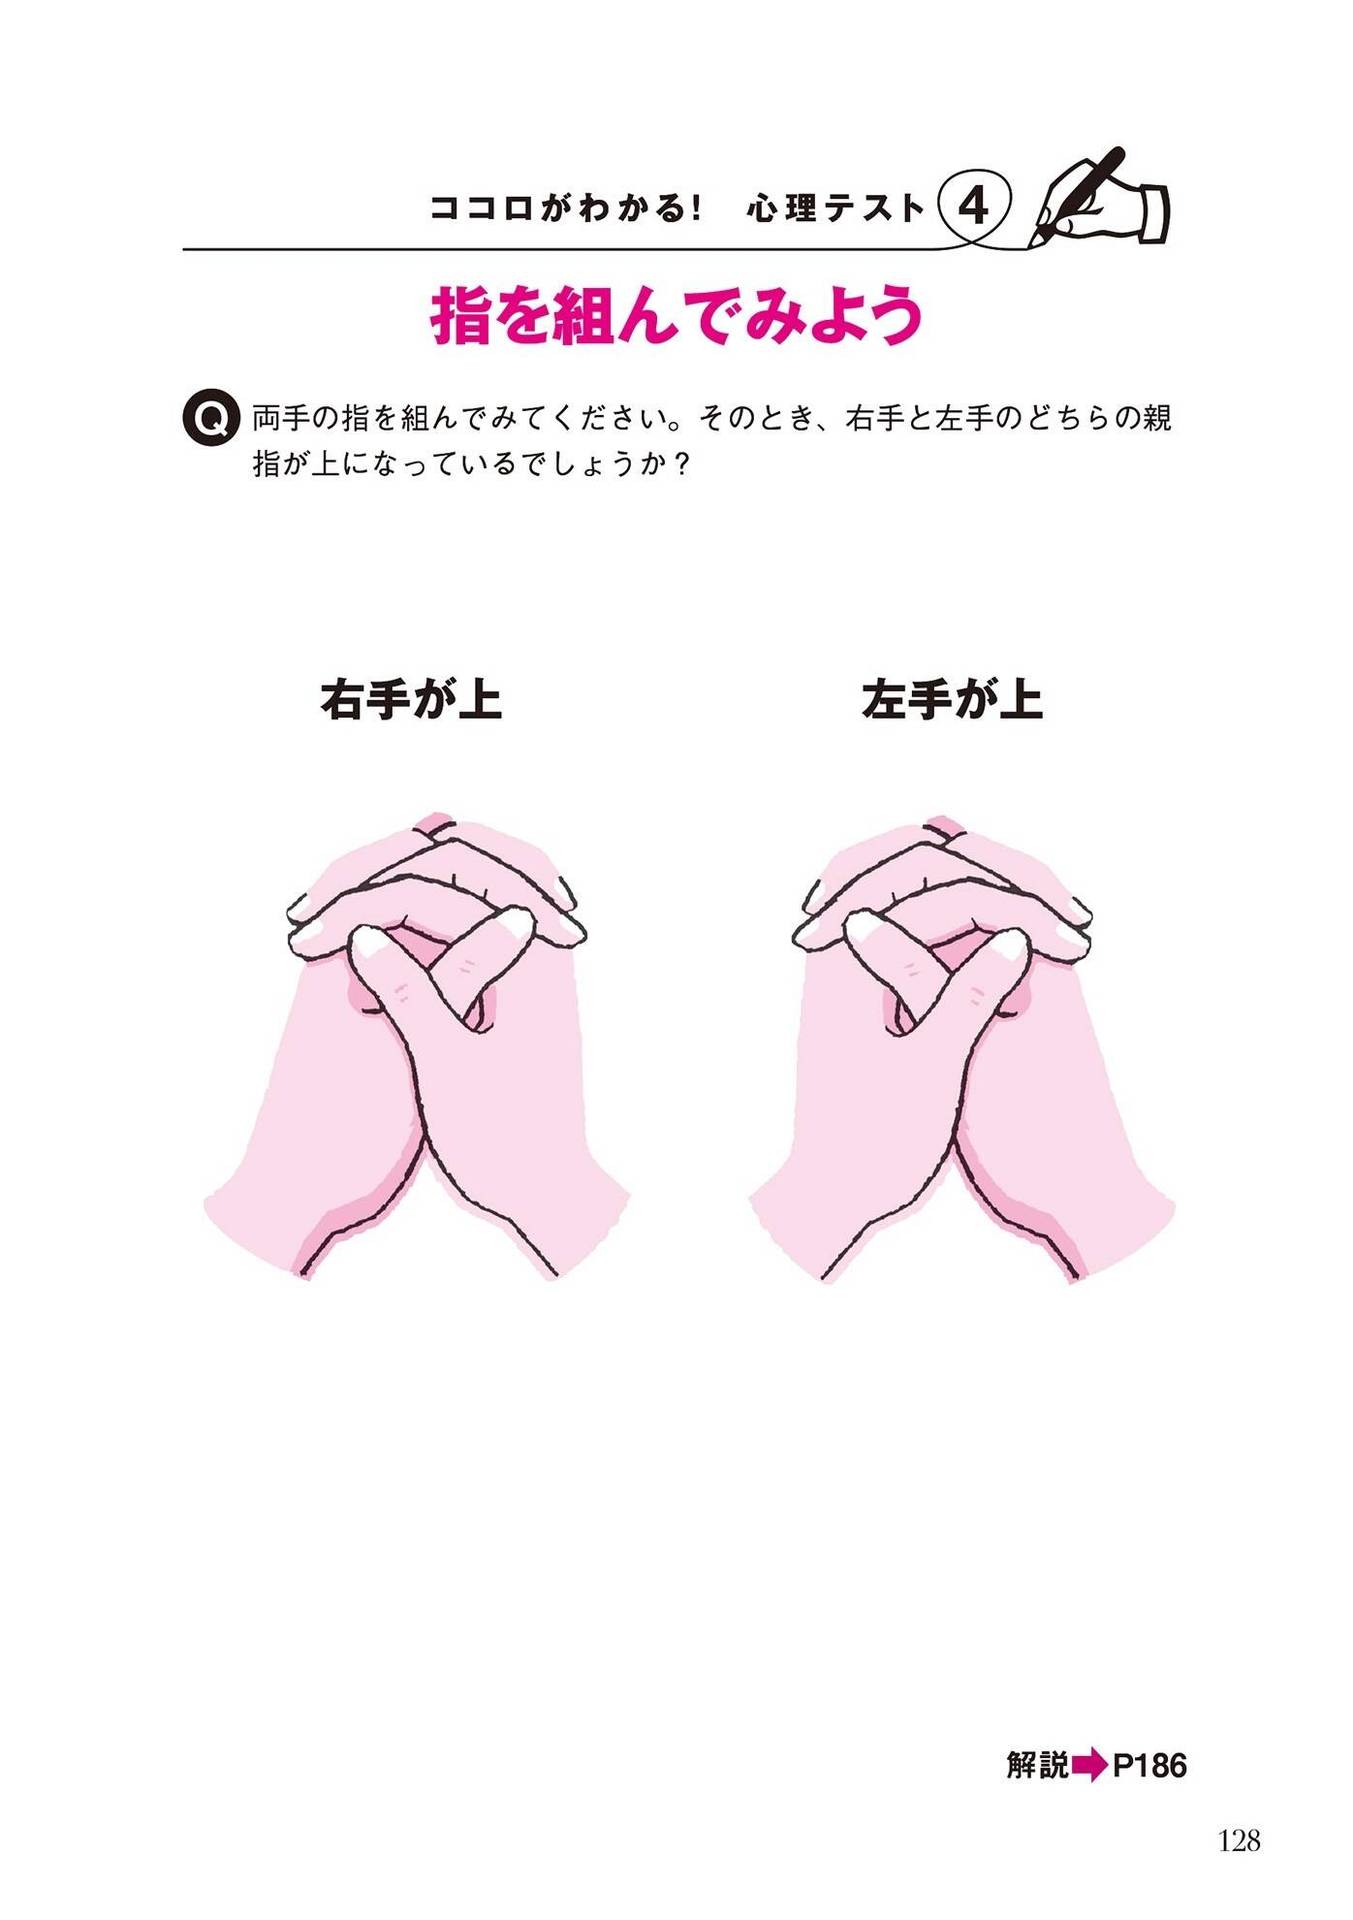 ココロがわかる! 心理テスト 4
指を組んでみよう
Q 両手の指を組んでみてください。そのとき、右手と左手のどちらの親
指が上になっているでしょうか？
右手が上
左手が上
解説➡P186
128